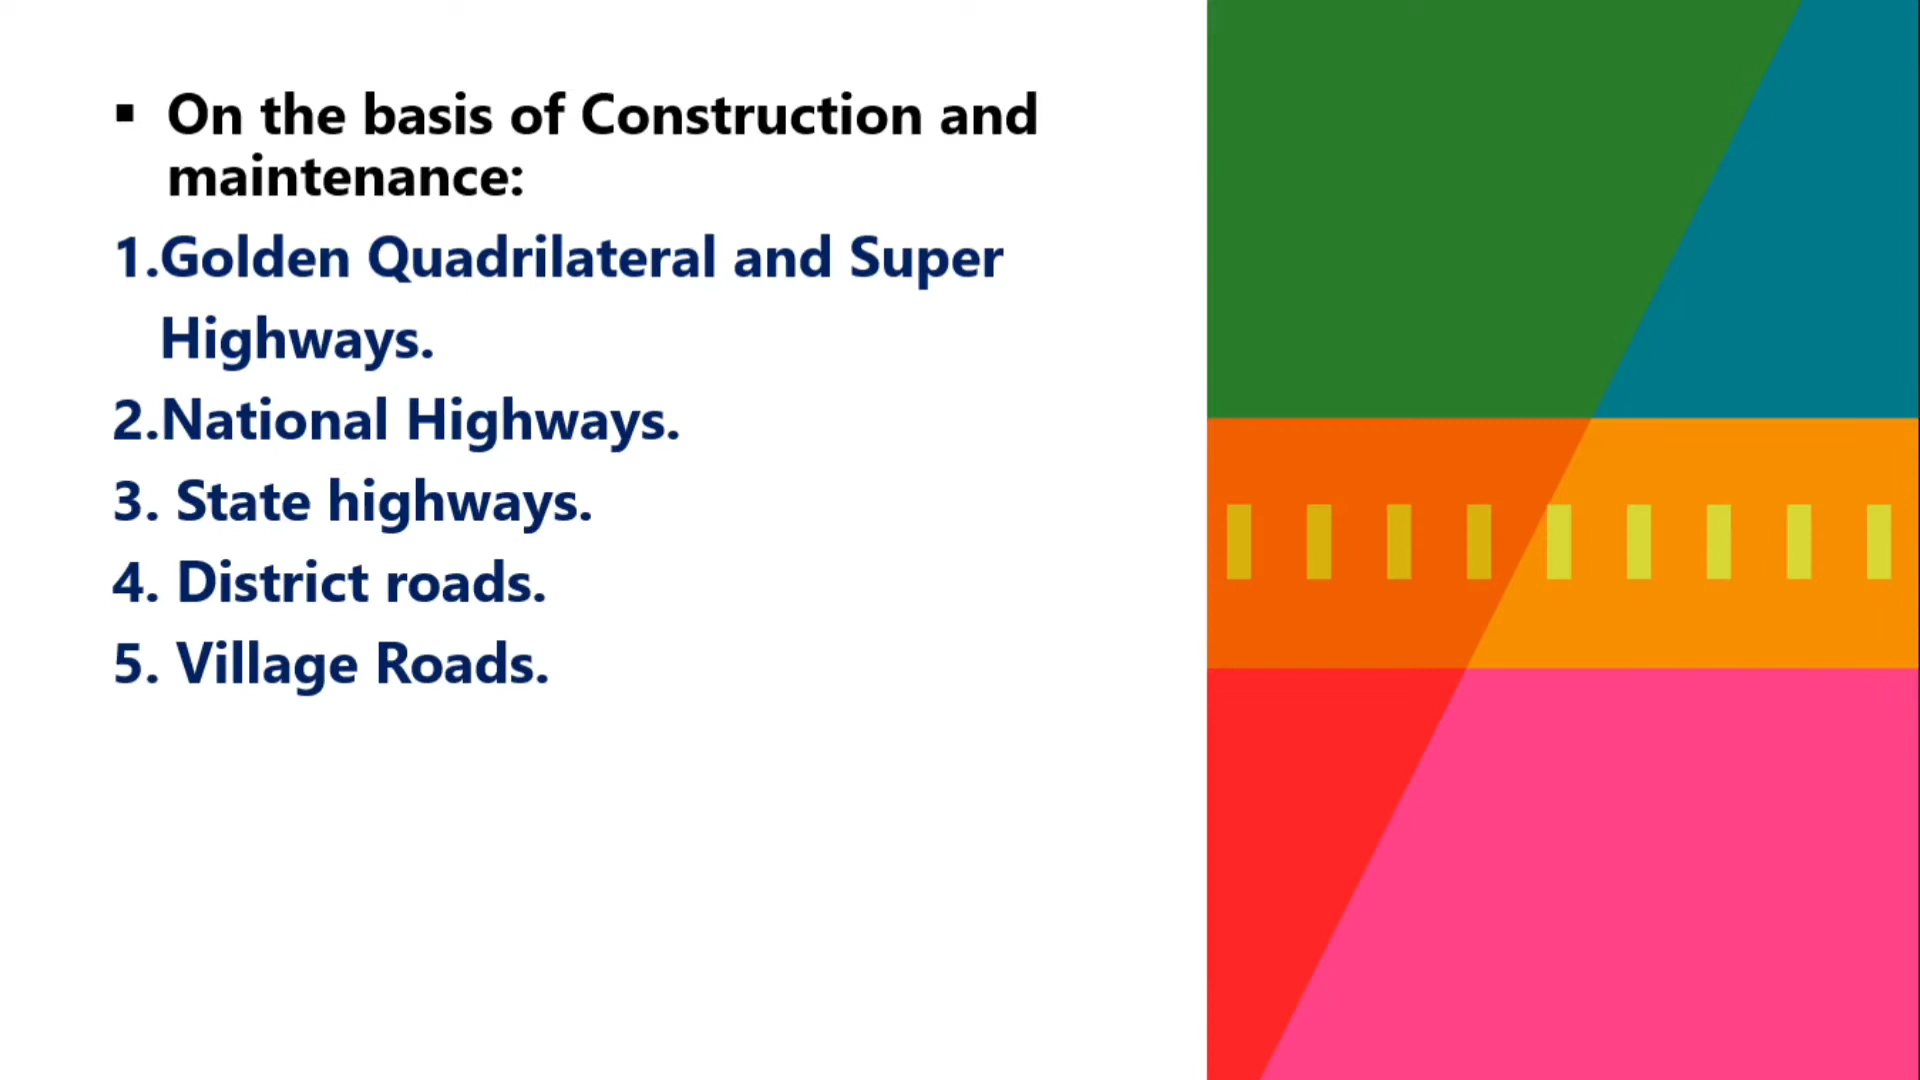 ▪ On the basis of Construction and
maintenance:
1.Golden Quadrilateral and Super
Highways.
2.National Highways.
3. State highways.
4. District roads.
5. Village Roads.